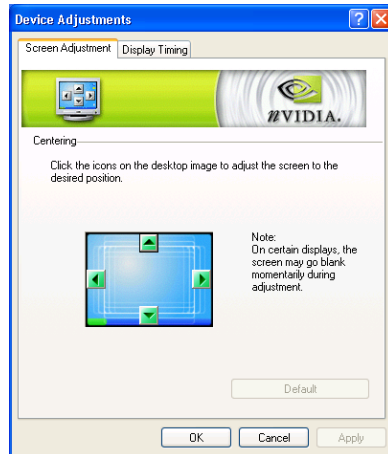 Device Adjustments
Screen Adjustment Display Timing
nVIDIA.
Centering
Click the icons on the desktop image to adjust the screen to the
desired position.
Note:
On certain displays, the
screen may go blank
momentarily during
adjustment.
Default
OK Cancel Apply